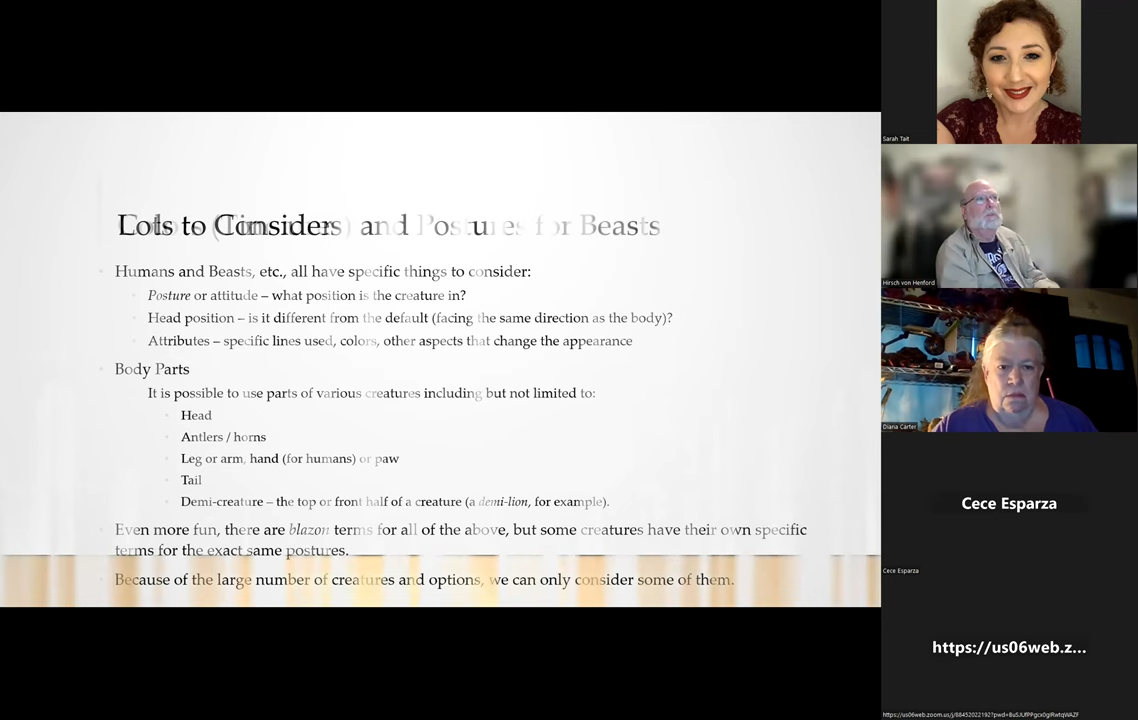 Lots to Considers and Postures for Beasts
Humans and Beasts, etc., all have specific things to consider:
Posture or attitude – what position is the creature in?
Head position – is it different from the default (facing the same direction as the body)?
Attributes – specific lines used, colors, other aspects that change the appearance
Body Parts
It is possible to use parts of various creatures including but not limited to:
Head
Antlers / horns
Leg or arm, hand (for humans) or paw
Tail
Demi-creature – the top or front half of a creature (a demi-lion, for example).
Even more fun, there are blazon terms for all of the above, but some creatures have their own specific
terms for the exact same postures.
Because of the large number of creatures and options, we can only consider some of them.
Sarah Tait
Hirsch von Henford
Diana Carter
Cece Esparza
Cece Esparza
https://us06web.z...